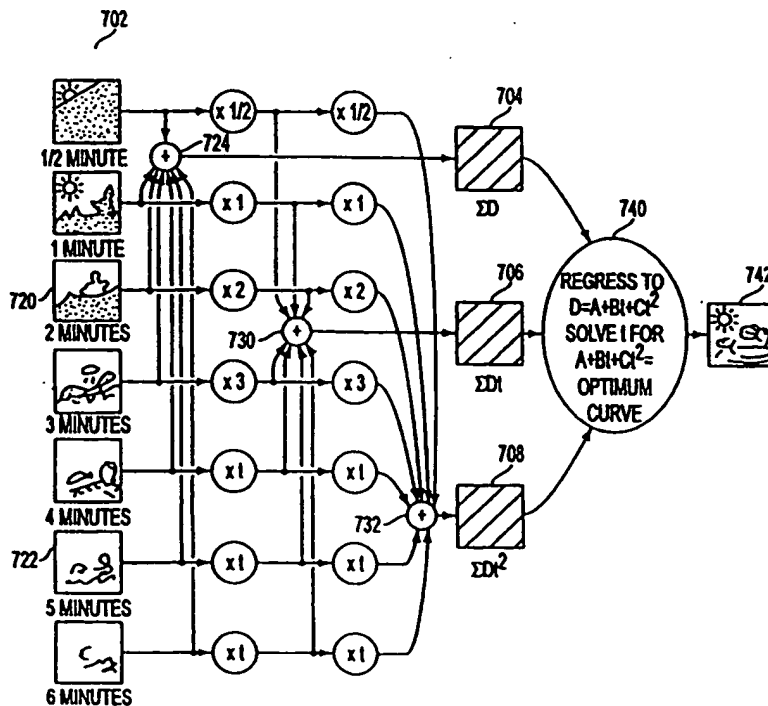 702
x 1/2
x 1/2
704
1/2 MINUTE
+
724
ΣD
740
x 1
x 1
1 MINUTE
706
REGRESS TO
D=A+Bt+Ct²
SOLVE t FOR
A+Bt+Ct²=
OPTIMUM
CURVE
742
720
x 2
x 2
2 MINUTES
730
+
ΣDt
x 3
x 3
3 MINUTES
708
x t
x t
4 MINUTES
732
+
ΣDt²
722
x t
x t
5 MINUTES
x t
x t
6 MINUTES